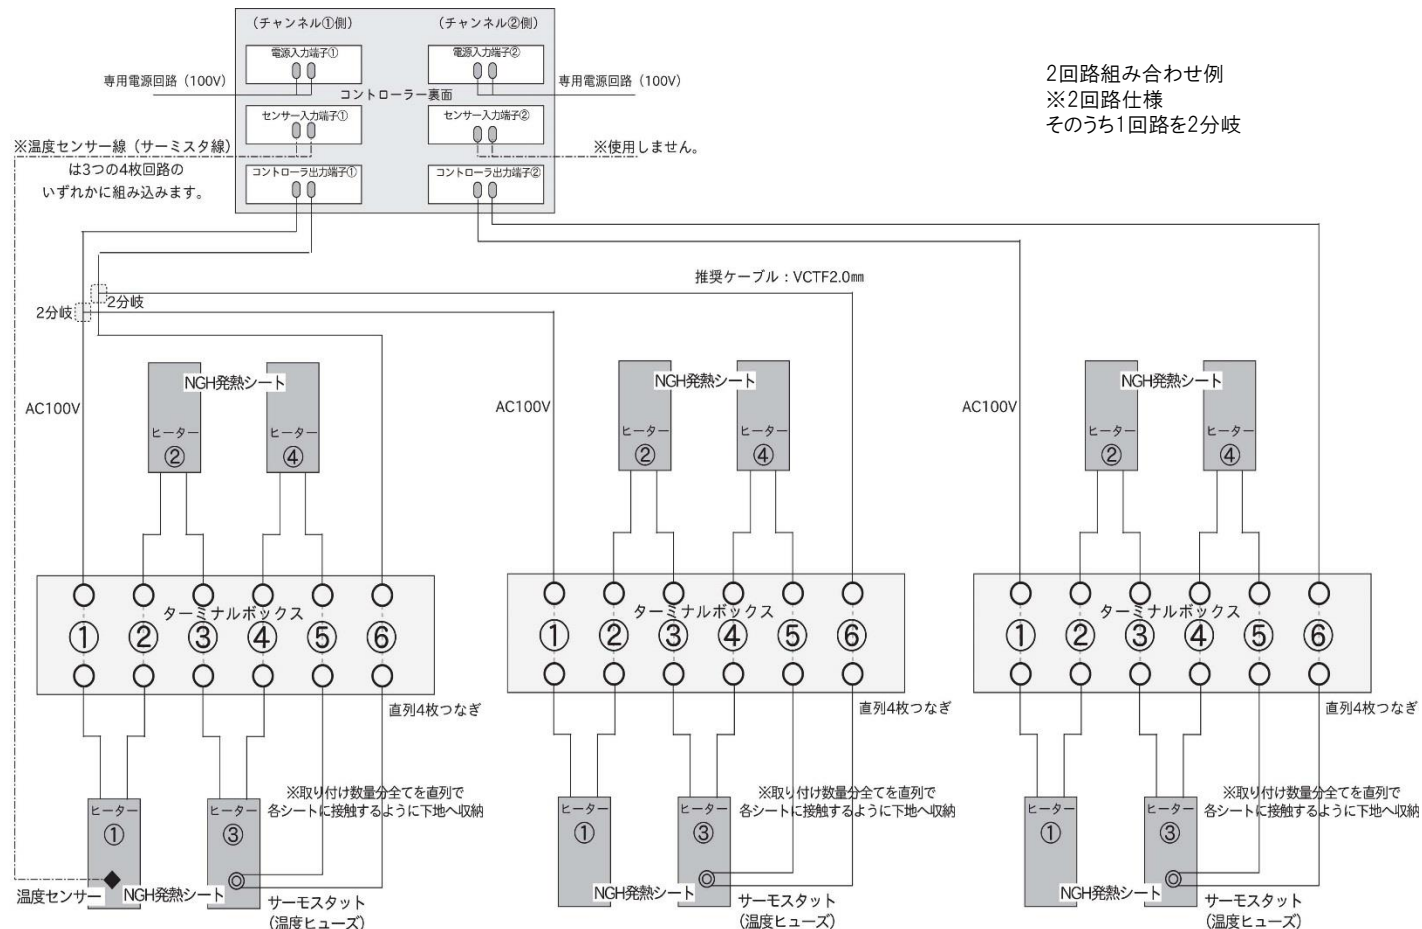 （チャンネル①側）
（チャンネル②側）
電源入力端子①
電源入力端子②
専用電源回路（100V）
専用電源回路（100V）
コントローラー裏面
センサー入力端子①
センサー入力端子②
※温度センサー線（サーミスタ線）
は3つの4枚回路の
いずれかに組み込みます。
※使用しません。
コントローラ出力端子①
コントローラ出力端子②
2回路組み合わせ例
※2回路仕様
そのうち1回路を2分岐
推奨ケーブル：VCTF2.0㎜
2分岐
2分岐
AC100V
NGH発熱シート
ヒーター
②
ヒーター
④
ターミナルボックス
① ② ③ ④ ⑤ ⑥
直列4枚つなぎ
※取り付け数量分全てを直列で
各シートに接触するように下地へ収納
ヒーター
①
ヒーター
③
温度センサー
NGH発熱シート
サーモスタット
（温度ヒューズ）
AC100V
NGH発熱シート
ヒーター
②
ヒーター
④
ターミナルボックス
① ② ③ ④ ⑤ ⑥
直列4枚つなぎ
※取り付け数量分全てを直列で
各シートに接触するように下地へ収納
ヒーター
①
ヒーター
③
NGH発熱シート
サーモスタット
（温度ヒューズ）
AC100V
NGH発熱シート
ヒーター
②
ヒーター
④
ターミナルボックス
① ② ③ ④ ⑤ ⑥
直列4枚つなぎ
※取り付け数量分全てを直列で
各シートに接触するように下地へ収納
ヒーター
①
ヒーター
③
NGH発熱シート
サーモスタット
（温度ヒューズ）